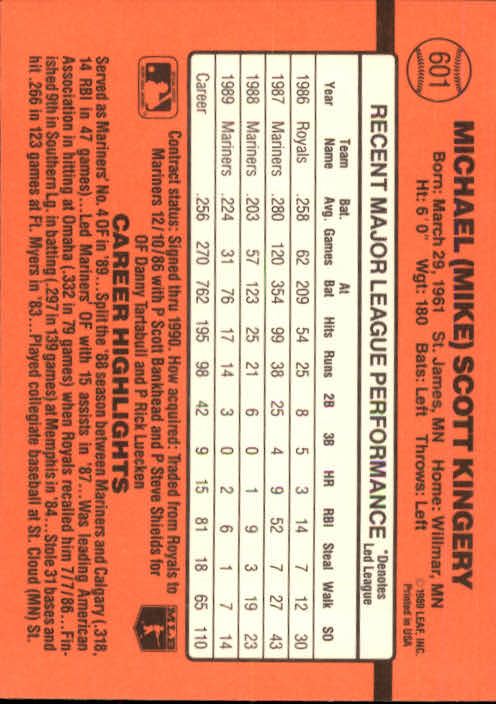 601
MICHAEL (MIKE) SCOTT KINGERY
Born: March 29, 1961 St. James, MN Home: Willmar, MN
Ht: 6'0" Wgt: 180 Bats: Left Throws: Left
©1989 LEAF, INC.
Printed in USA
RECENT MAJOR LEAGUE PERFORMANCE *Denotes
Led League
Team Bat. At
Year Name Avg. Games Bat Hits Runs 2B 3B HR RBI Steal Walk SO
1986 Royals .258 62 209 54 25 8 5 3 14 7 12 30
1987 Mariners .280 120 354 99 38 25 4 9 52 7 27 43
1988 Mariners .203 57 123 25 21 6 0 1 9 3 19 23
1989 Mariners .224 31 76 17 14 3 0 2 6 1 7 14
Career .256 270 762 195 98 42 9 15 81 18 65 110
Contract status: Signed thru 1990. How acquired: Traded from Royals to
Mariners 12/10/86 with P Scott Bankhead and P Steve Shields for
OF Danny Tartabull and P Rick Luecken
MLB
CAREER HIGHLIGHTS
Served as Mariners' No. 4 OF in '89...Split the '88 season between Mariners and Calgary (.318,
14 RBI in 47 games)...Led Mariners' OF with 15 assists in '87...Was leading American
Association in hitting at Omaha (.332 in 79 games) when Royals recalled him 7/7/86...Fin-
ished 9th in Southern Lg. in batting (.297 in 139 games) at Memphis in '84...Stole 31 bases and
hit .266 in 123 games at Ft. Myers in '83...Played collegiate baseball at St. Cloud (MN) St.